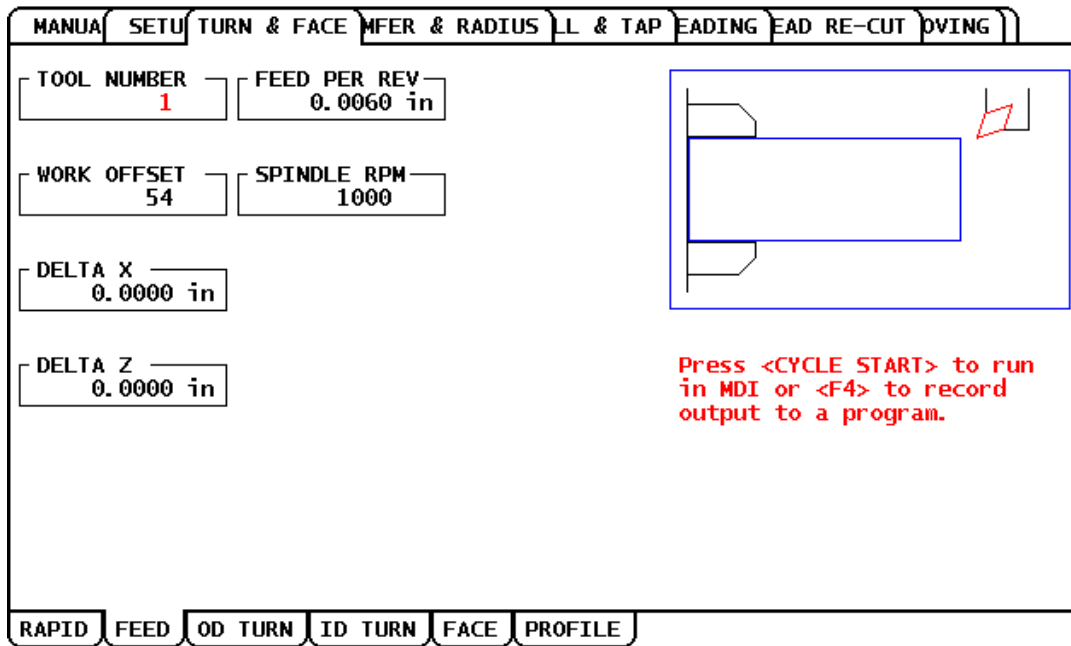 MANUA SETU TURN & FACE MFER & RADIUS LL & TAP EADING EAD RE-CUT OVING
TOOL NUMBER FEED PER REV
1 0.0060 in
WORK OFFSET SPINDLE RPM
54 1000
DELTA X
0.0000 in
DELTA Z
0.0000 in
Press <CYCLE START> to run
in MDI or <F4> to record
output to a program.
RAPID FEED OD TURN ID TURN FACE PROFILE